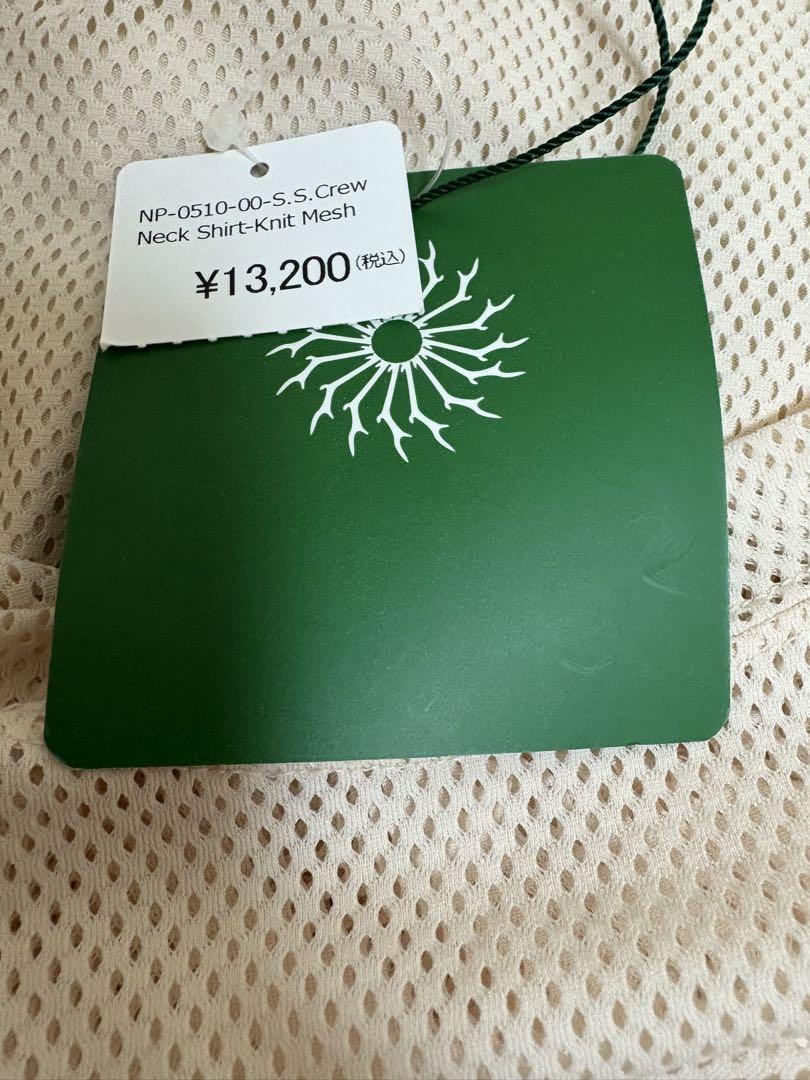 NP-0510-00-S.S.Crew
Neck Shirt-Knit Mesh
¥13,200(税込)